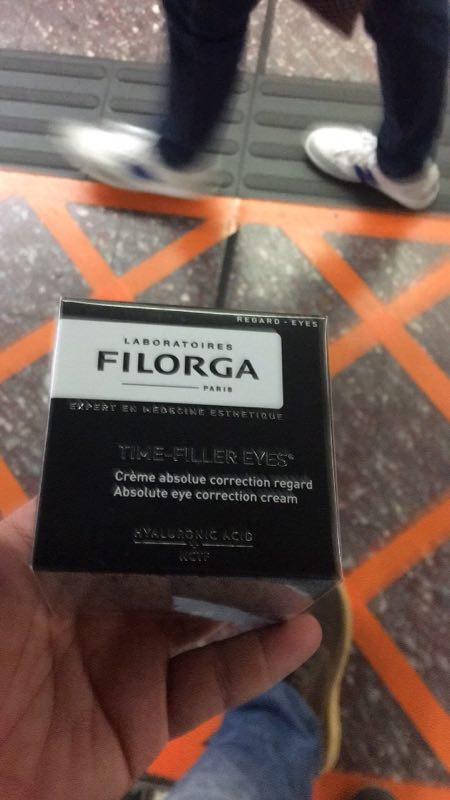 REGARD - EYES
LABORATOIRES
FILORGA
PARIS
EXPERT EN MÉDECINE ESTHÉTIQUE
TIME-FILLER EYES®
Crème absolue correction regard
Absolute eye correction cream
HYALURONIC ACID
NCTF